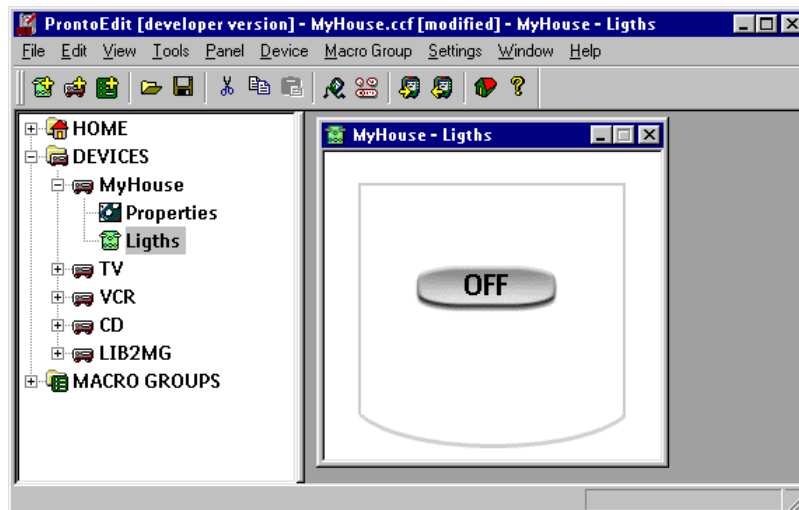 ProntoEdit [developer version] - MyHouse.ccf [modified] - MyHouse - Ligths
File Edit View Tools Panel Device Macro Group Settings Window Help
HOME
DEVICES
MyHouse
Properties
Ligths
TV
VCR
CD
LIB2MG
MACRO GROUPS
MyHouse - Ligths
OFF